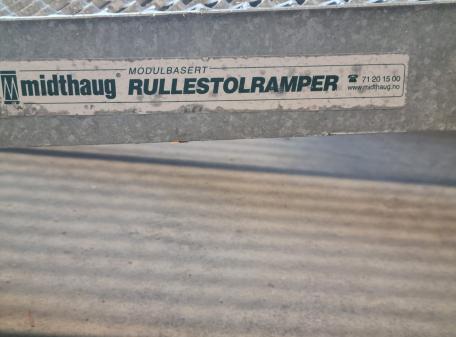 midthaug®
MODULBASERT
RULLESTOLRAMPER
☎ 71 20 15 00
www.midthaug.no